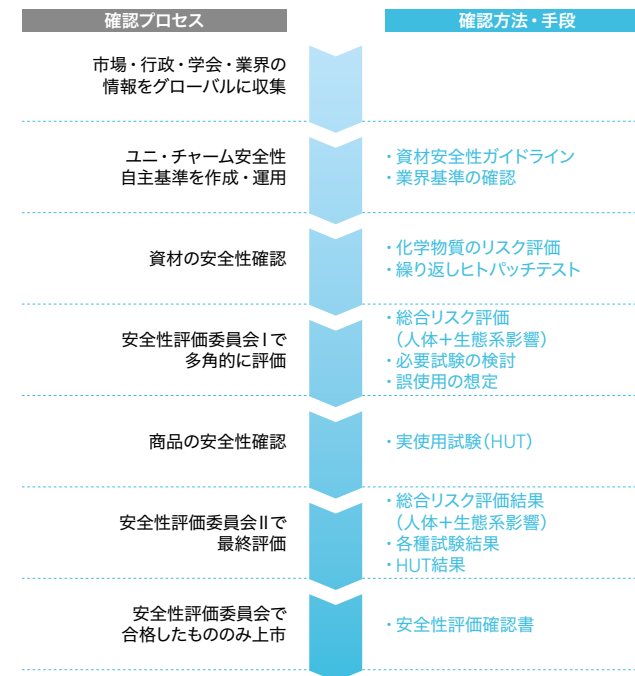 確認プロセス
確認方法・手段
市場・行政・学会・業界の
情報をグローバルに収集
ユニ・チャーム安全性
自主基準を作成・運用
・資材安全性ガイドライン
・業界基準の確認
資材の安全性確認
・化学物質のリスク評価
・繰り返しヒトパッチテスト
安全性評価委員会Ⅰで
多角的に評価
・総合リスク評価
（人体＋生態系影響）
・必要試験の検討
・誤使用の想定
商品の安全性確認
・実使用試験（HUT）
安全性評価委員会Ⅱで
最終評価
・総合リスク評価結果
（人体＋生態系影響）
・各種試験結果
・HUT結果
安全性評価委員会で
合格したもののみ上市
・安全性評価確認書